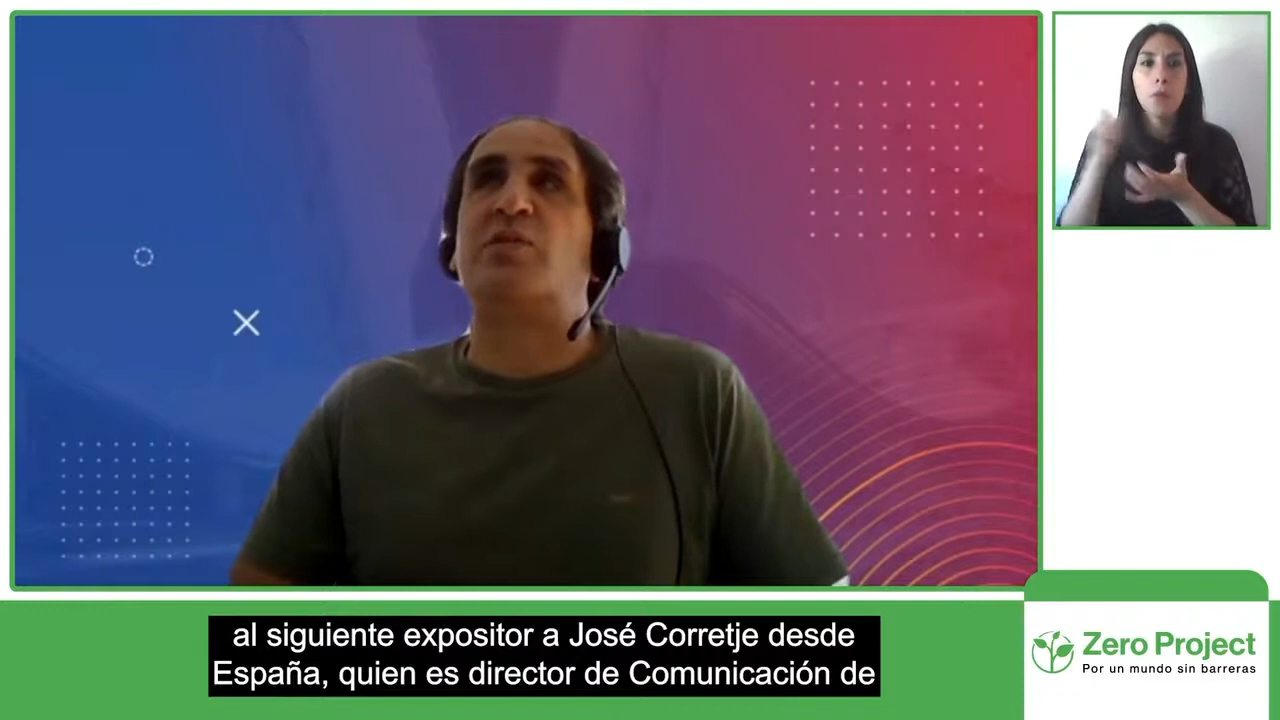 al siguiente expositor a José Corretje desde
España, quien es director de Comunicación de
Zero Project
Por un mundo sin barreras